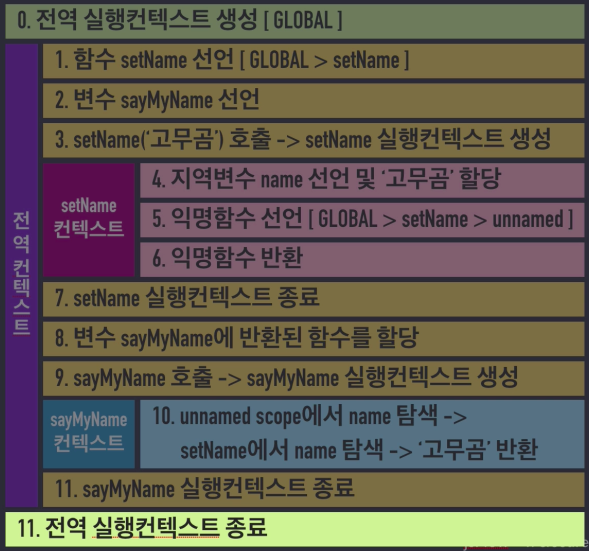 0. 전역 실행컨텍스트 생성 [ GLOBAL ]
전역 컨텍스트
1. 함수 setName 선언 [ GLOBAL > setName ]
2. 변수 sayMyName 선언
3. setName(‘고무곰’) 호출 -> setName 실행컨텍스트 생성
setName
컨텍스트
4. 지역변수 name 선언 및 ‘고무곰’ 할당
5. 익명함수 선언 [ GLOBAL > setName > unnamed ]
6. 익명함수 반환
7. setName 실행컨텍스트 종료
8. 변수 sayMyName에 반환된 함수를 할당
9. sayMyName 호출 -> sayMyName 실행컨텍스트 생성
sayMyName
컨텍스트
10. unnamed scope에서 name 탐색 ->
setName에서 name 탐색 -> ‘고무곰’ 반환
11. sayMyName 실행컨텍스트 종료
11. 전역 실행컨텍스트 종료